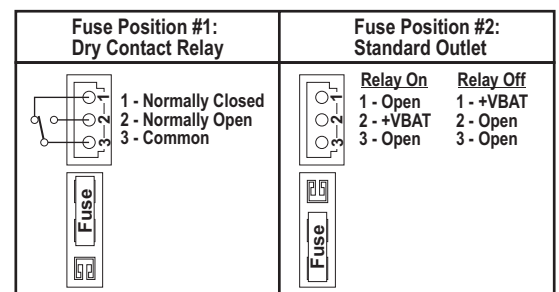 Fuse Position #1:
Dry Contact Relay
1
2
3
1 - Normally Closed
2 - Normally Open
3 - Common
Fuse
Fuse Position #2:
Standard Outlet
1
2
3
Relay On
1 - Open
2 - +VBAT
3 - Open
Relay Off
1 - +VBAT
2 - Open
3 - Open
Fuse